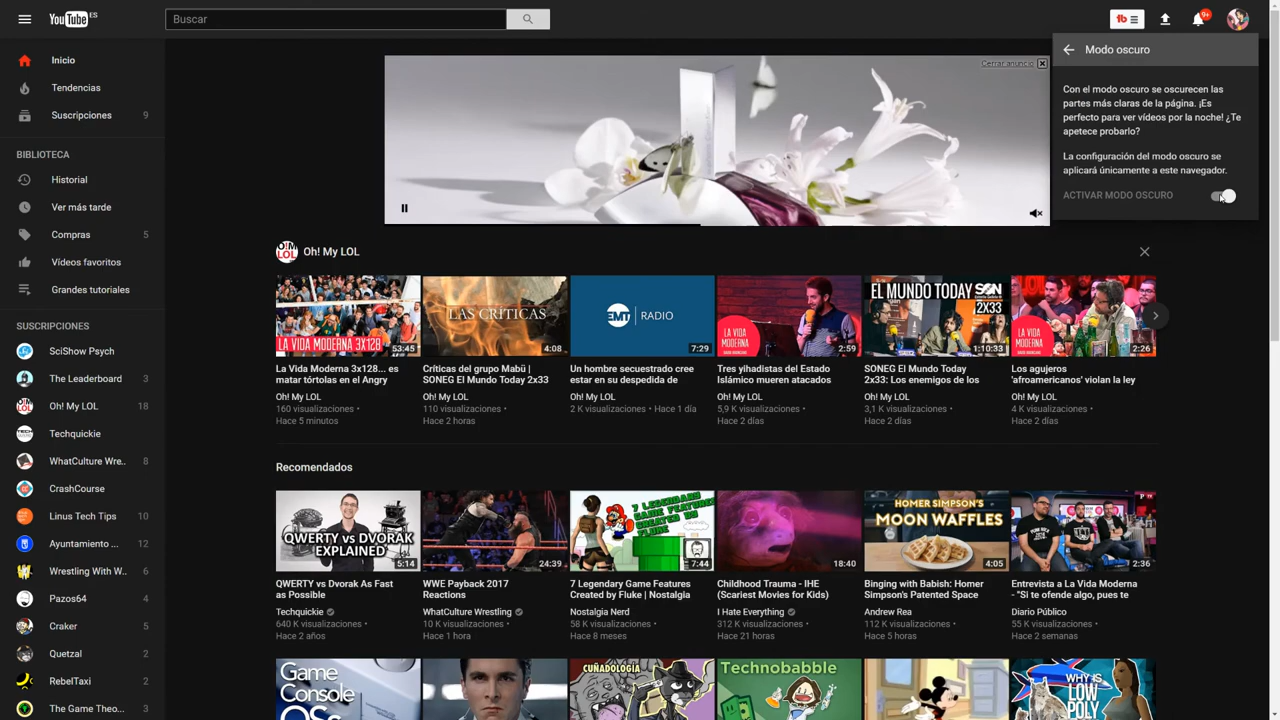 YouTube ES
Buscar
9+
Modo oscuro
Con el modo oscuro se oscurecen las
partes más claras de la página. ¡Es
perfecto para ver vídeos por la noche! ¿Te
apetece probarlo?
La configuración del modo oscuro se
aplicará únicamente a este navegador.
ACTIVAR MODO OSCURO
Cerrar anuncio
Inicio
Tendencias
Suscripciones 9
BIBLIOTECA
Historial
Ver más tarde
Compras 5
Vídeos favoritos
Grandes tutoriales
SUSCRIPCIONES
SciShow Psych
The Leaderboard 3
Oh! My LOL 18
Techquickie
WhatCulture Wre.. 8
CrashCourse
Linus Tech Tips 10
Ayuntamiento ... 12
Wrestling With W... 6
Pazos64 4
Craker 5
Quetzal 2
RebelTaxi 2
The Game Theo... 3
OH! MY LOL
Oh! My LOL
LA VIDA MODERNA 3X128
53:45
LAS CRÍTICAS
4:08
EMT RADIO
7:29
LA VIDA MODERNA
2:59
EL MUNDO TODAY
SON
2X33
1:10:33
LA VIDA MODERNA
2:26
La Vida Moderna 3x128... es
matar tórtolas en el Angry
Oh! My LOL
160 visualizaciones •
Hace 5 minutos
Críticas del grupo Mabü |
SONEG El Mundo Today 2x33
Oh! My LOL
110 visualizaciones •
Hace 2 horas
Un hombre secuestrado cree
estar en su despedida de
Oh! My LOL
2 K visualizaciones • Hace 1 día
Tres yihadistas del Estado
Islámico mueren atacados
Oh! My LOL
5,9 K visualizaciones •
Hace 2 días
SONEG El Mundo Today
2x33: Los enemigos de los
Oh! My LOL
3,1 K visualizaciones •
Hace 2 días
Los agujeros
'afroamericanos' violan la ley
Oh! My LOL
4 K visualizaciones •
Hace 2 días
Recomendados
QWERTY vs DVORAK
EXPLAINED
5:14
24:39
7 LEGENDARY
GAME FEATURES
CREATED BY
FLUKE
7:44
18:40
HOMER SIMPSON'S
MOON WAFFLES
4:05
2:36
QWERTY vs Dvorak As Fast
as Possible
Techquickie
640 K visualizaciones •
Hace 2 años
WWE Payback 2017
Reactions
WhatCulture Wrestling
10 K visualizaciones •
Hace 1 hora
7 Legendary Game Features
Created by Fluke | Nostalgia
Nostalgia Nerd
58 K visualizaciones •
Hace 8 meses
Childhood Trauma - IHE
(Scariest Movies for Kids)
I Hate Everything
312 K visualizaciones •
Hace 21 horas
Binging with Babish: Homer
Simpson's Patented Space
Andrew Rea
112 K visualizaciones •
Hace 5 horas
Entrevista a La Vida Moderna
- "Si te ofende algo, pues te
Diario Público
55 K visualizaciones •
Hace 2 semanas
Game
Console
OSs
CUÑADOLOGÍA
Technobabble
WHY IS
LOW
POLY